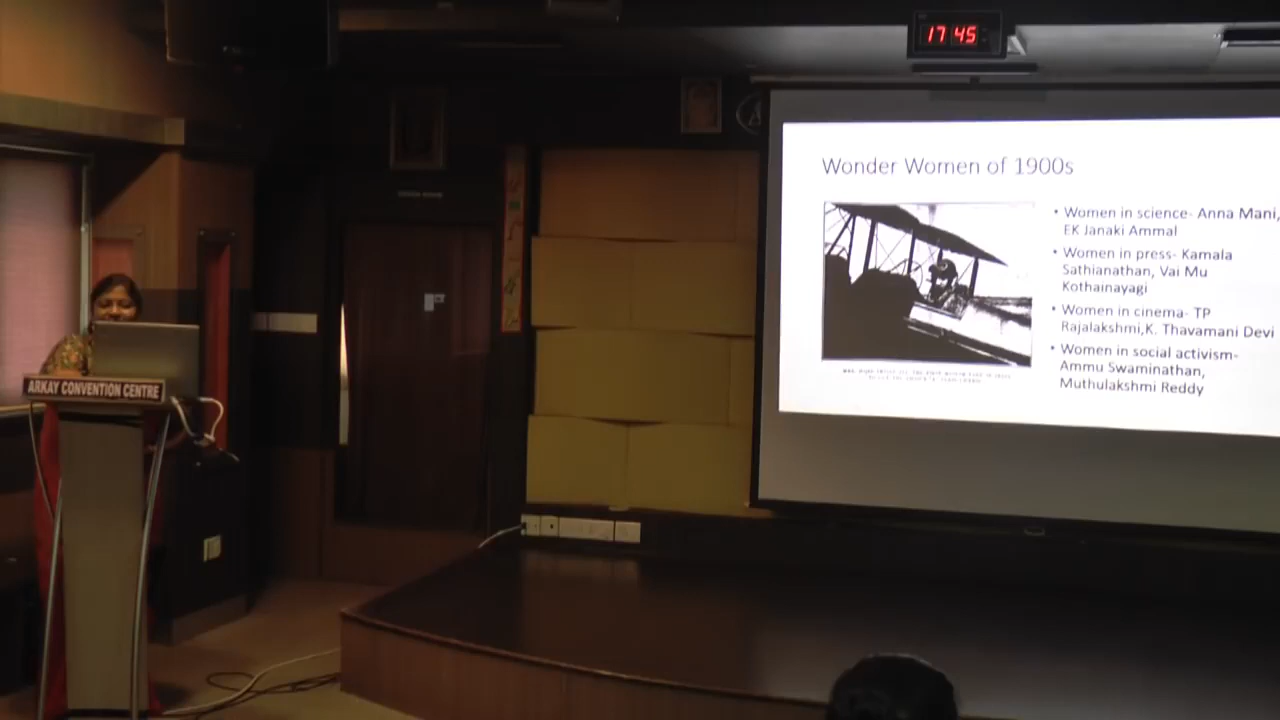 17 45
Wonder Women of 1900s
• Women in science- Anna Mani,
EK Janaki Ammal
• Women in press- Kamala
Sathianathan, Vai Mu
Kothainayagi
• Women in cinema- TP
Rajalakshmi,K. Thavamani Devi
• Women in social activism-
Ammu Swaminathan,
Muthulakshmi Reddy
ARKAY CONVENTION CENTRE